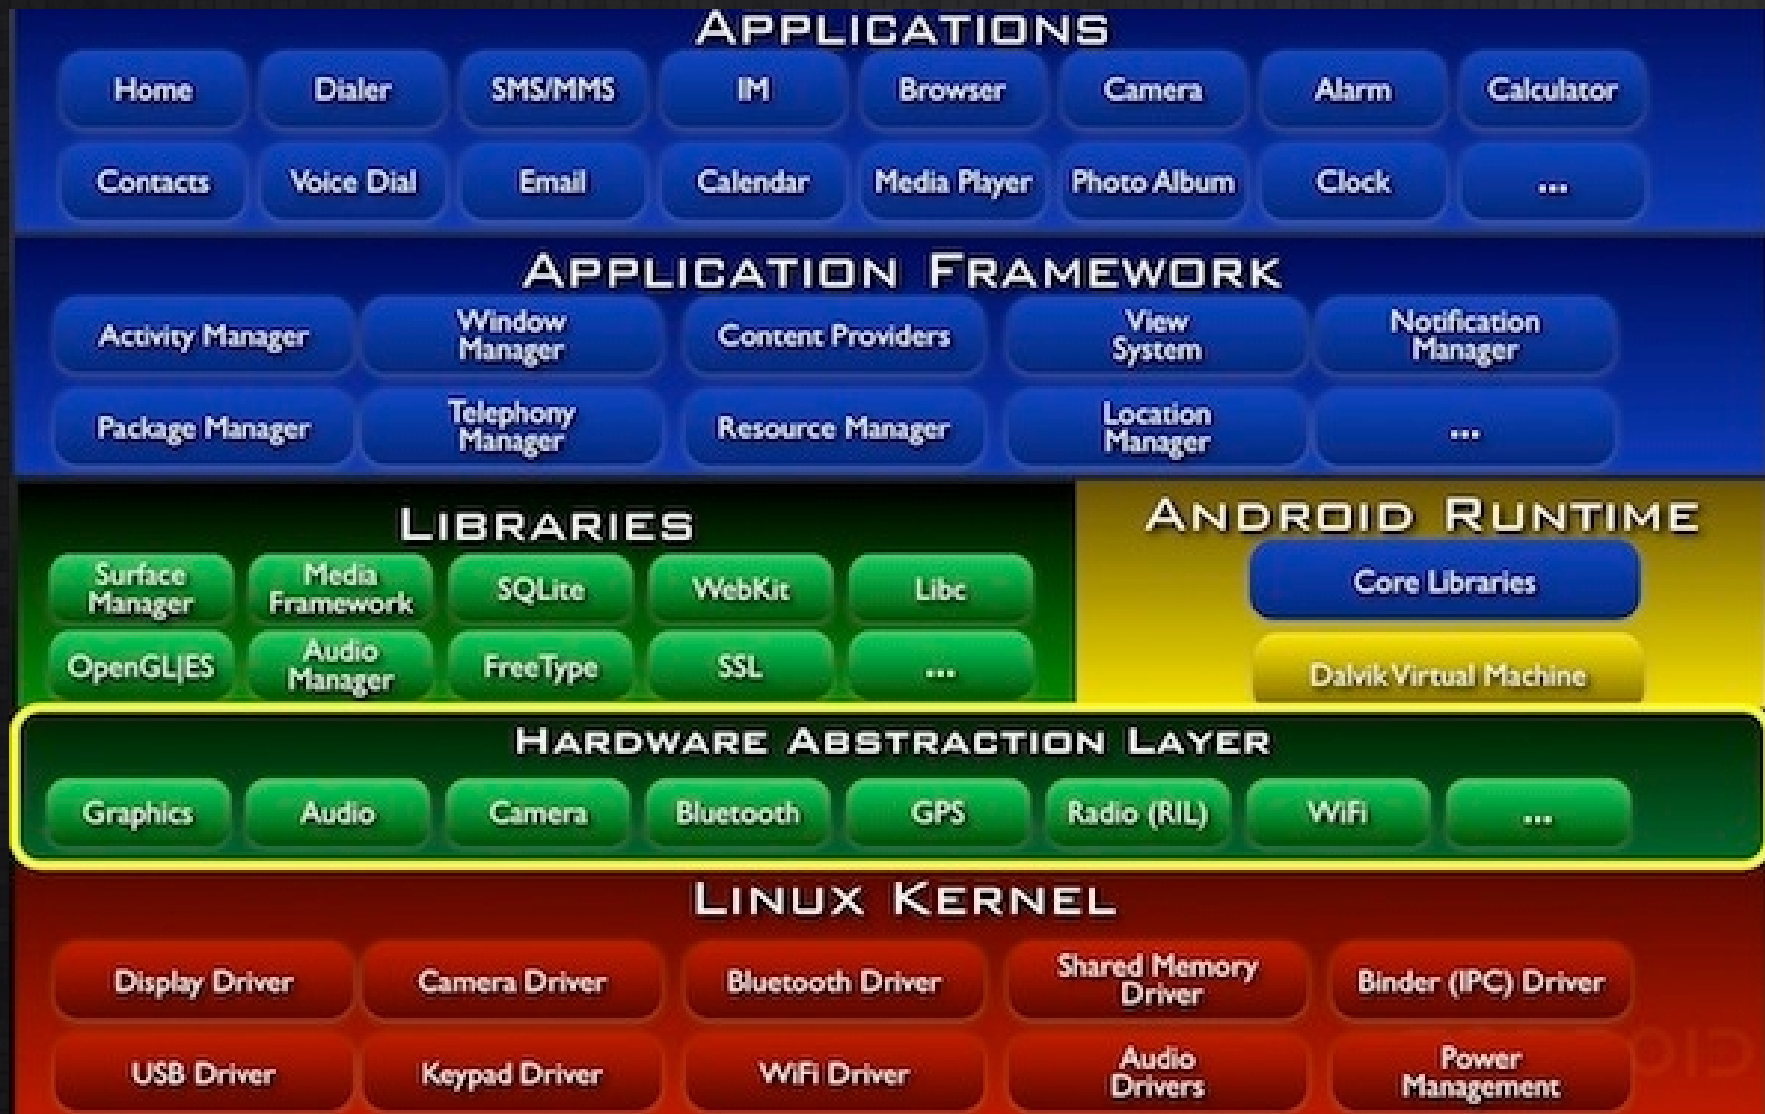 APPLICATIONS
Home Dialer SMS/MMS IM Browser Camera Alarm Calculator
Contacts Voice Dial Email Calendar Media Player Photo Album Clock ...
APPLICATION FRAMEWORK
Activity Manager
Window
Manager
Content Providers
View
System
Notification
Manager
Package Manager
Telephony
Manager
Resource Manager
Location
Manager
...
LIBRARIES
Surface
Manager
Media
Framework
SQLite
WebKit
Libc
OpenGL|ES
Audio
Manager
FreeType
SSL
...
ANDROID RUNTIME
Core Libraries
Dalvik Virtual Machine
HARDWARE ABSTRACTION LAYER
Graphics Audio Camera Bluetooth GPS Radio (RIL) WiFi ...
LINUX KERNEL
Display Driver
Camera Driver
Bluetooth Driver
Shared Memory
Driver
Binder (IPC) Driver
USB Driver
Keypad Driver
WiFi Driver
Audio
Drivers
Power
Management